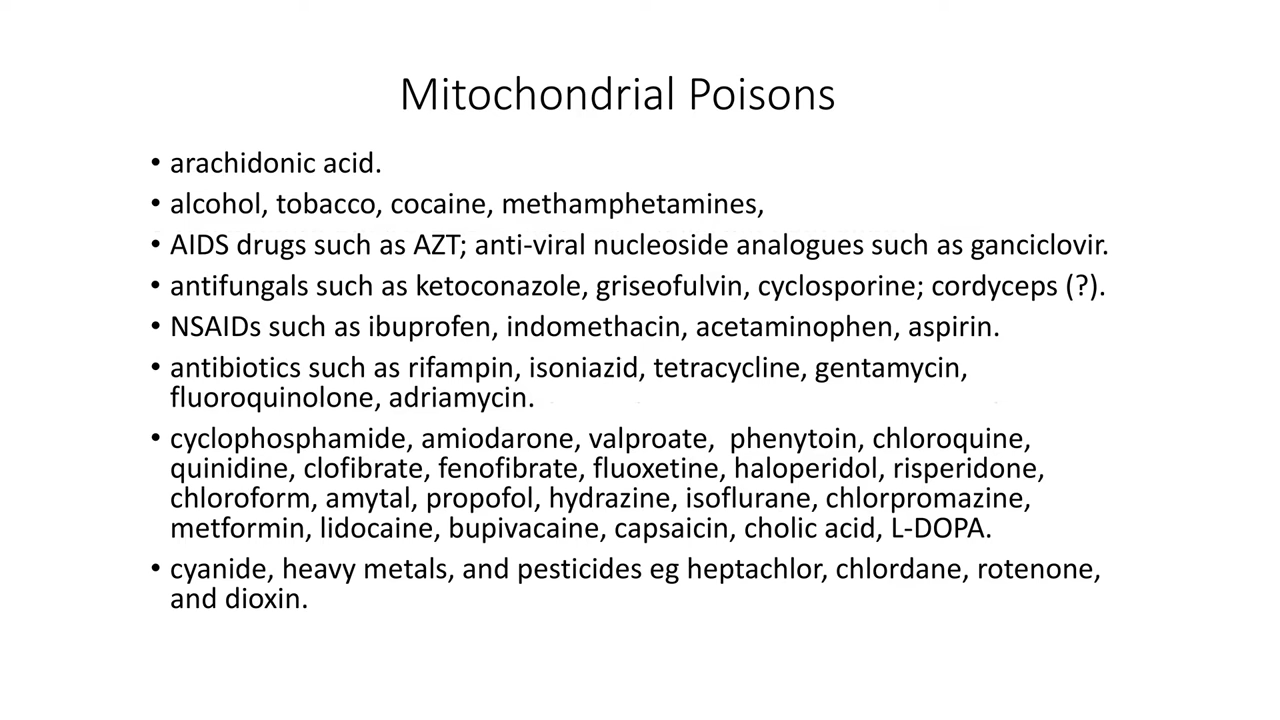 Mitochondrial Poisons
• arachidonic acid.
• alcohol, tobacco, cocaine, methamphetamines,
• AIDS drugs such as AZT; anti-viral nucleoside analogues such as ganciclovir.
• antifungals such as ketoconazole, griseofulvin, cyclosporine; cordyceps (?).
• NSAIDs such as ibuprofen, indomethacin, acetaminophen, aspirin.
• antibiotics such as rifampin, isoniazid, tetracycline, gentamycin,
fluoroquinolone, adriamycin.
• cyclophosphamide, amiodarone, valproate,  phenytoin, chloroquine,
quinidine, clofibrate, fenofibrate, fluoxetine, haloperidol, risperidone,
chloroform, amytal, propofol, hydrazine, isoflurane, chlorpromazine,
metformin, lidocaine, bupivacaine, capsaicin, cholic acid, L-DOPA.
• cyanide, heavy metals, and pesticides eg heptachlor, chlordane, rotenone,
and dioxin.